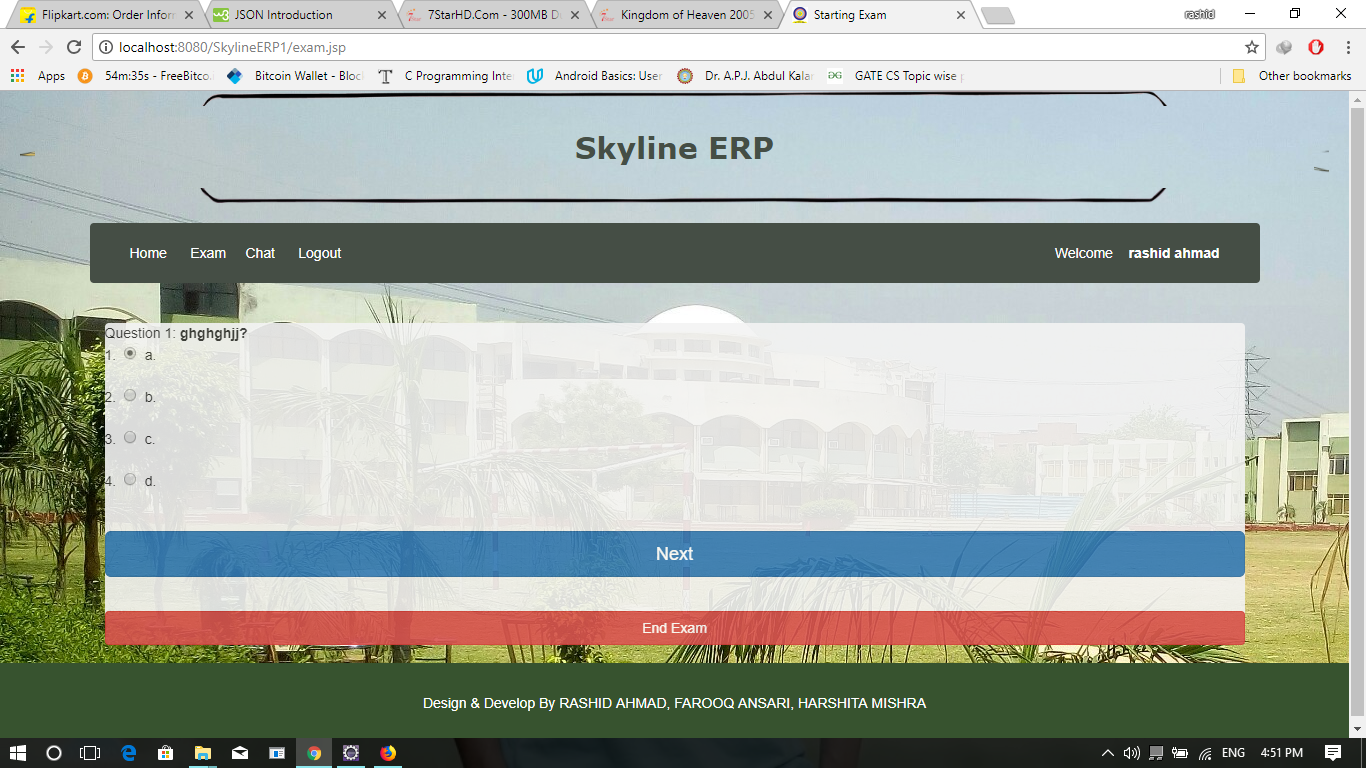 Flipkart.com: Order Inform
JSON Introduction
7StarHD.Com - 300MB D
Kingdom of Heaven 2005
Starting Exam
rashid
localhost:8080/SkylineERP1/exam.jsp
Apps
54m:35s - FreeBitco.
Bitcoin Wallet - Bloc
C Programming Inte
Android Basics: User
Dr. A.P.J. Abdul Kala
GATE CS Topic wise
Other bookmarks
Skyline ERP
Home Exam Chat Logout Welcome rashid ahmad
Question 1: ghghghjj?
1. a.
2. b.
3. c.
4. d.
Next
End Exam
Design & Develop By RASHID AHMAD, FAROOQ ANSARI, HARSHITA MISHRA
ENG 4:51 PM